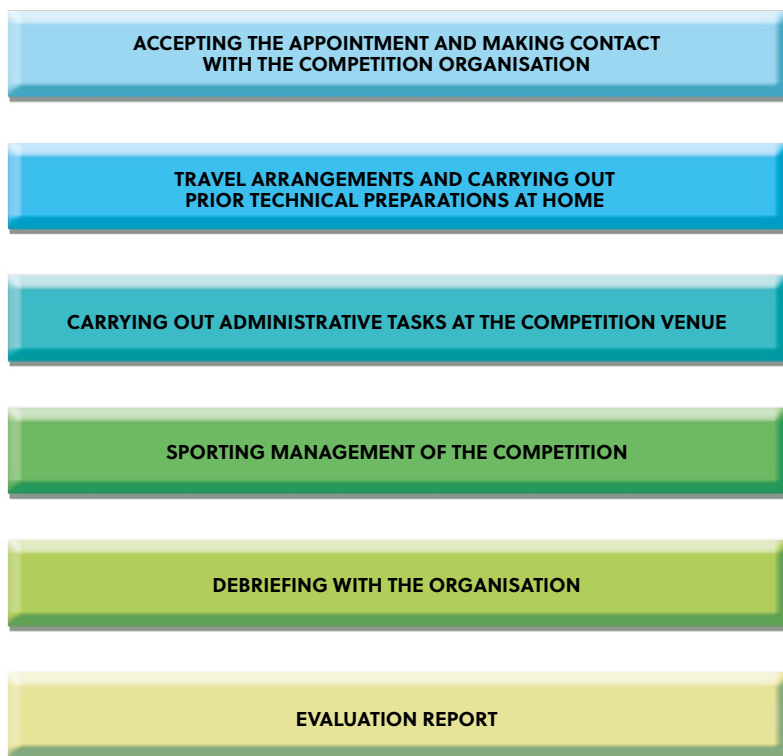 ACCEPTING THE APPOINTMENT AND MAKING CONTACT
WITH THE COMPETITION ORGANISATION
TRAVEL ARRANGEMENTS AND CARRYING OUT
PRIOR TECHNICAL PREPARATIONS AT HOME
CARRYING OUT ADMINISTRATIVE TASKS AT THE COMPETITION VENUE
SPORTING MANAGEMENT OF THE COMPETITION
DEBRIEFING WITH THE ORGANISATION
EVALUATION REPORT